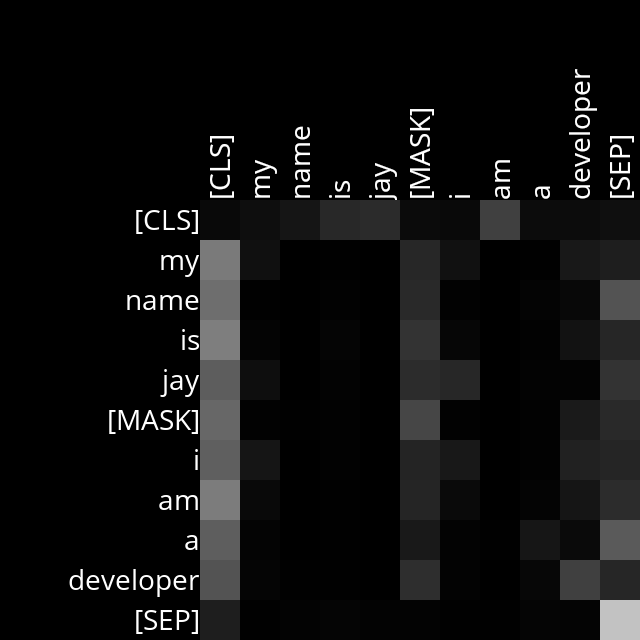 [CLS] my name is jay [MASK] i am a developer [SEP]
[CLS]
my
name
is
jay
[MASK]
i
am
a
developer
[SEP]